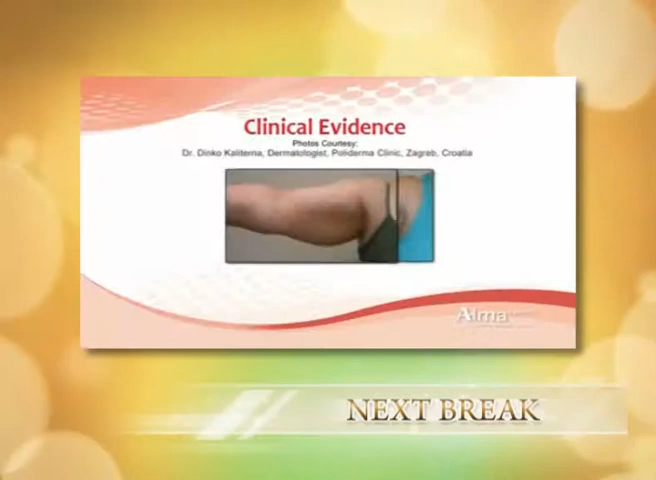 Clinical Evidence
Photos Courtesy:
Dr. Dinko Kaliterna, Dermatologist, Poliderma Clinic, Zagreb, Croatia
Alma
NEXT BREAK